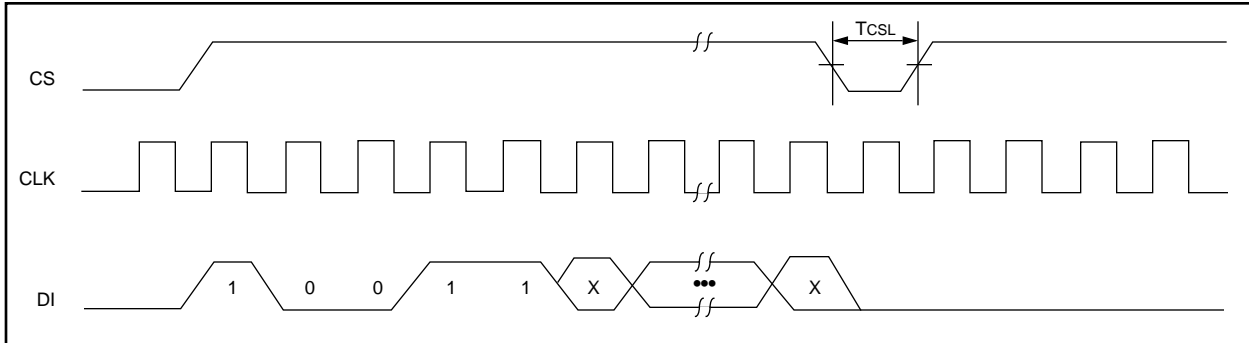 TCSL
CS
CLK
DI 1 0 0 1 1 X ••• X